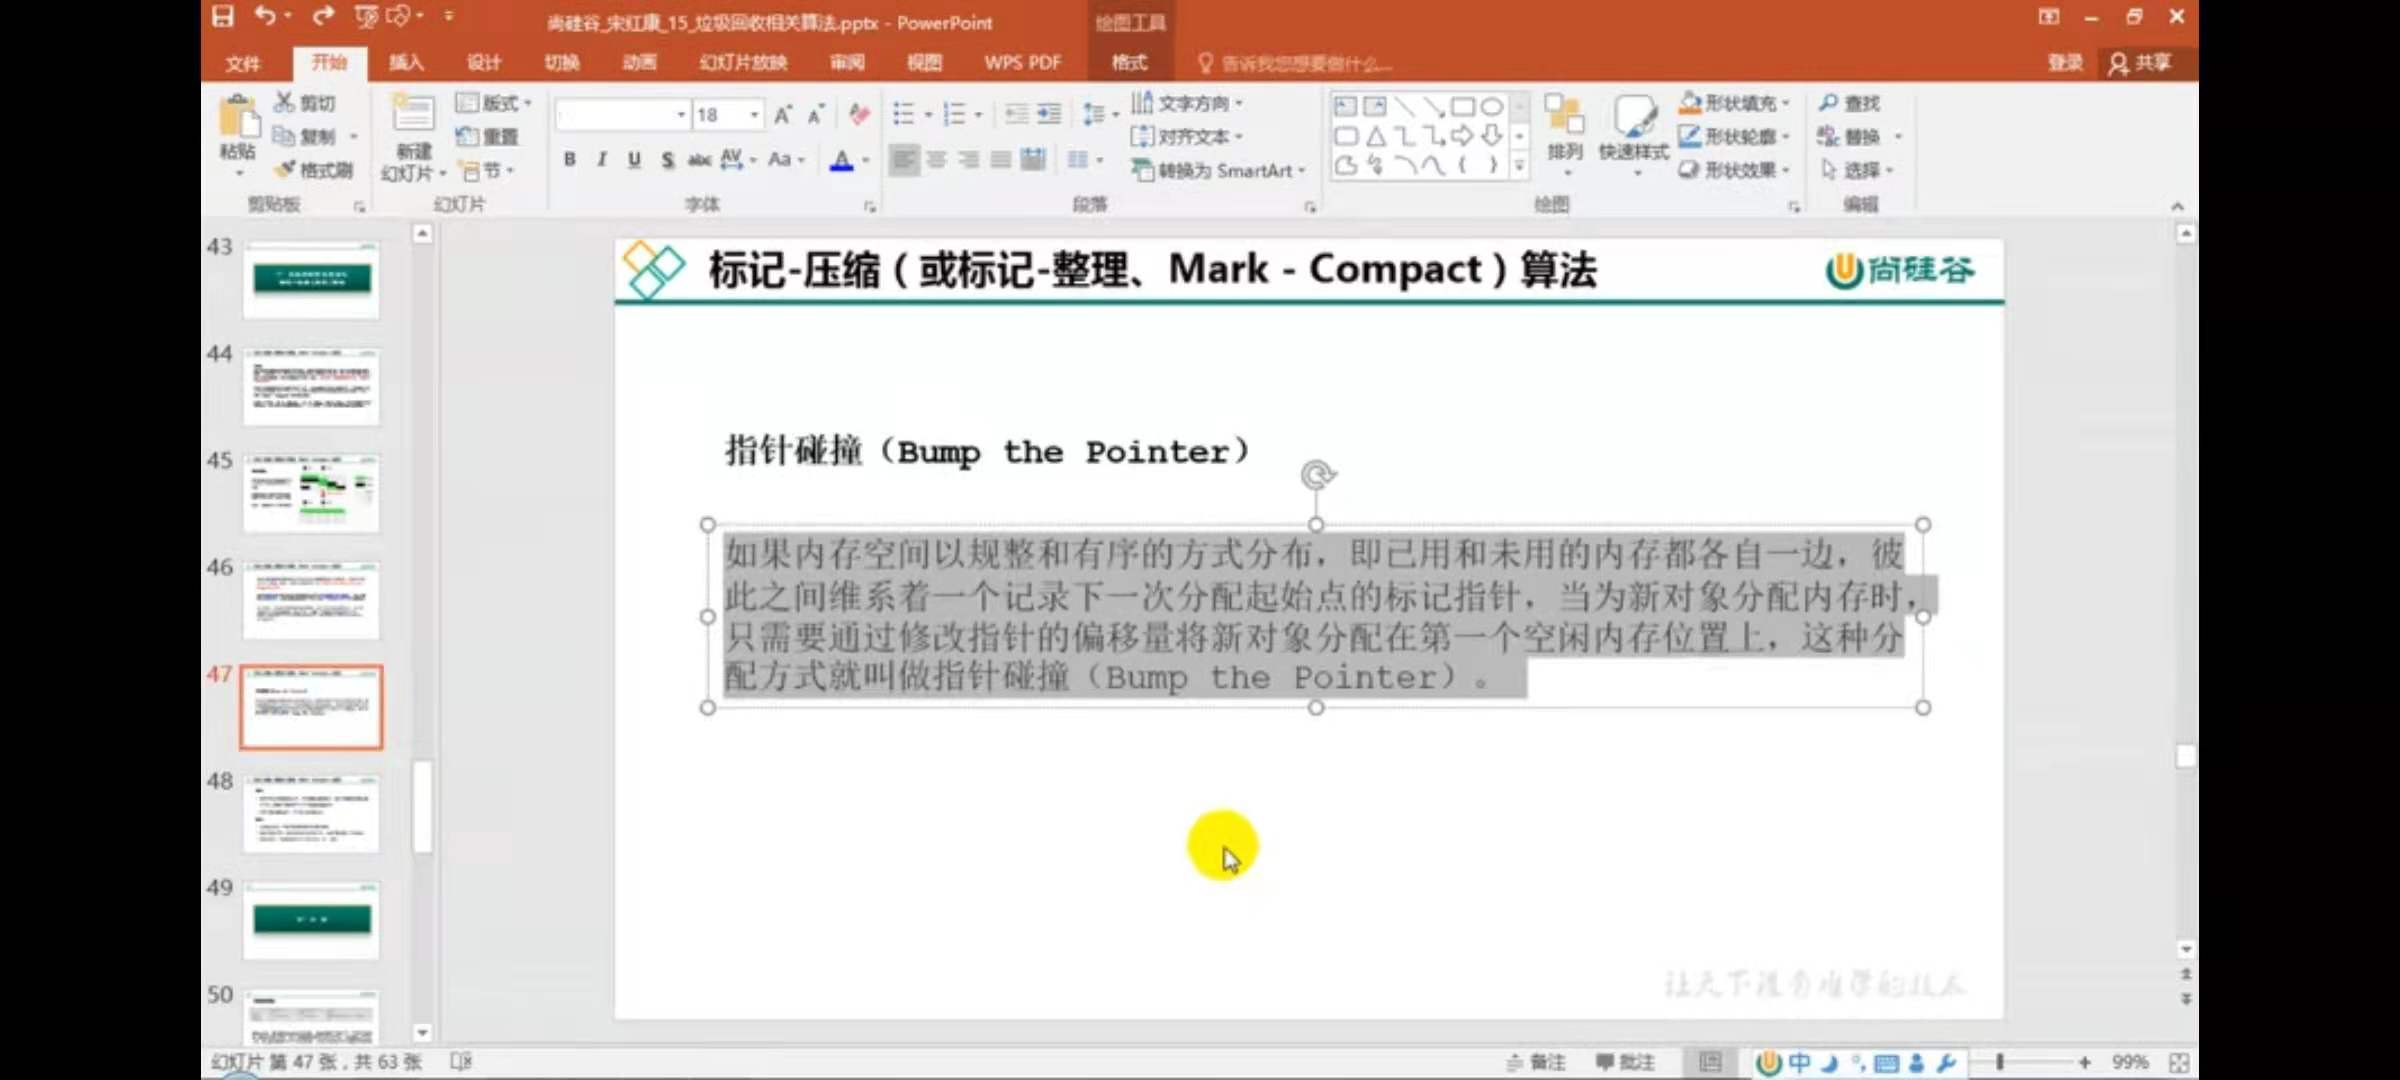 尚硅谷_宋红康_15_垃圾回收相关算法.pptx - PowerPoint
绘图工具
文件 开始 插入 设计 切换 动画 幻灯片放映 审阅 视图 WPS PDF 格式 告诉我您想要做什么... 登录 共享
粘贴 剪切 复制 格式刷 剪贴板
新建 幻灯片 版式 重置 节 幻灯片
18 B I U S abc AV Aa A 字体
文字方向 对齐文本 转换为 SmartArt 段落
排列 快速样式 形状填充 形状轮廓 形状效果 绘图
查找 替换 选择 编辑
43
44
45
46
47
48
49
50
标记-压缩（或标记-整理、Mark - Compact）算法
尚硅谷
指针碰撞（Bump the Pointer）
如果内存空间以规整和有序的方式分布，即已用和未用的内存都各自一边，彼
此之间维系着一个记录下一次分配起始点的标记指针，当为新对象分配内存时，
只需要通过修改指针的偏移量将新对象分配在第一个空闲内存位置上，这种分
配方式就叫做指针碰撞（Bump the Pointer）。
让天下没有难学的技术
幻灯片 第 47 张，共 63 张
备注 批注 中 99%